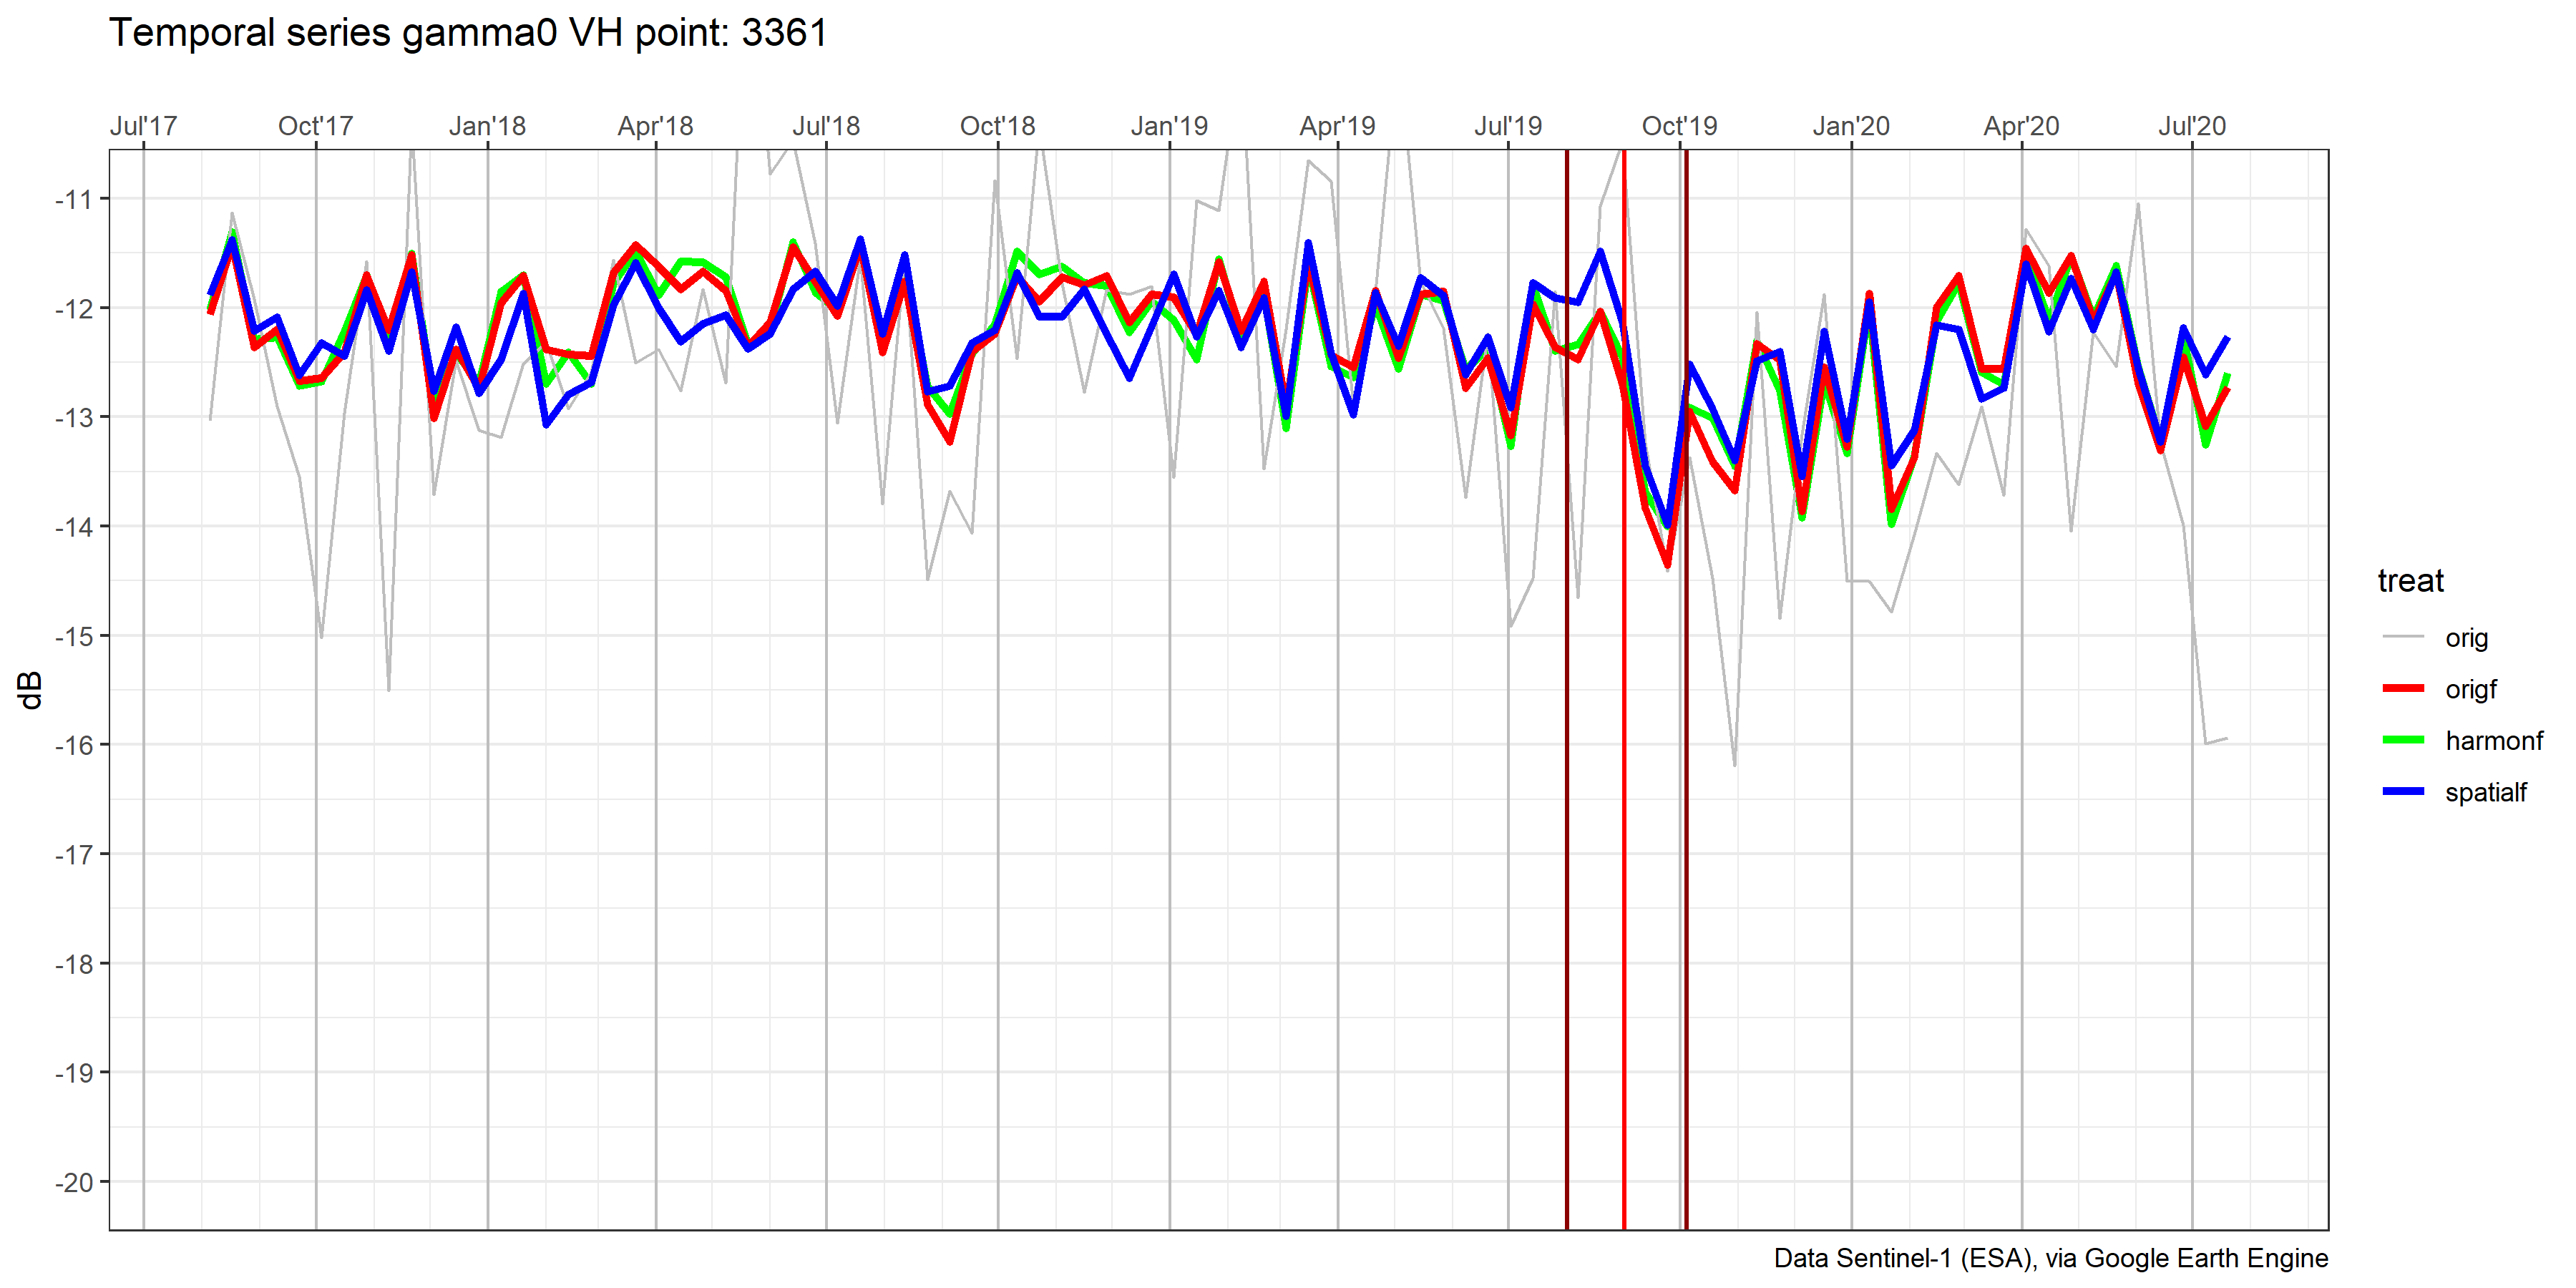 Temporal series gamma0 VH point: 3361
Jul'17 Oct'17 Jan'18 Apr'18 Jul'18 Oct'18 Jan'19 Apr'19 Jul'19 Oct'19 Jan'20 Apr'20 Jul'20
-11
-12
-13
-14
-15
-16
-17
-18
-19
-20
dB
treat
orig
origf
harmonf
spatialf
Data Sentinel-1 (ESA), via Google Earth Engine